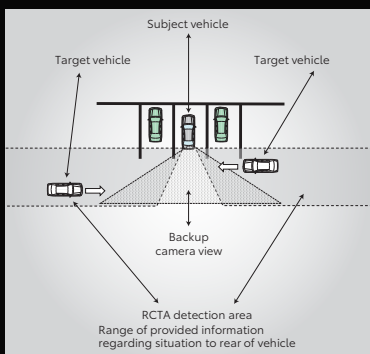 Subject vehicle
Target vehicle
Target vehicle
Backup
camera view
RCTA detection area
Range of provided information
regarding situation to rear of vehicle